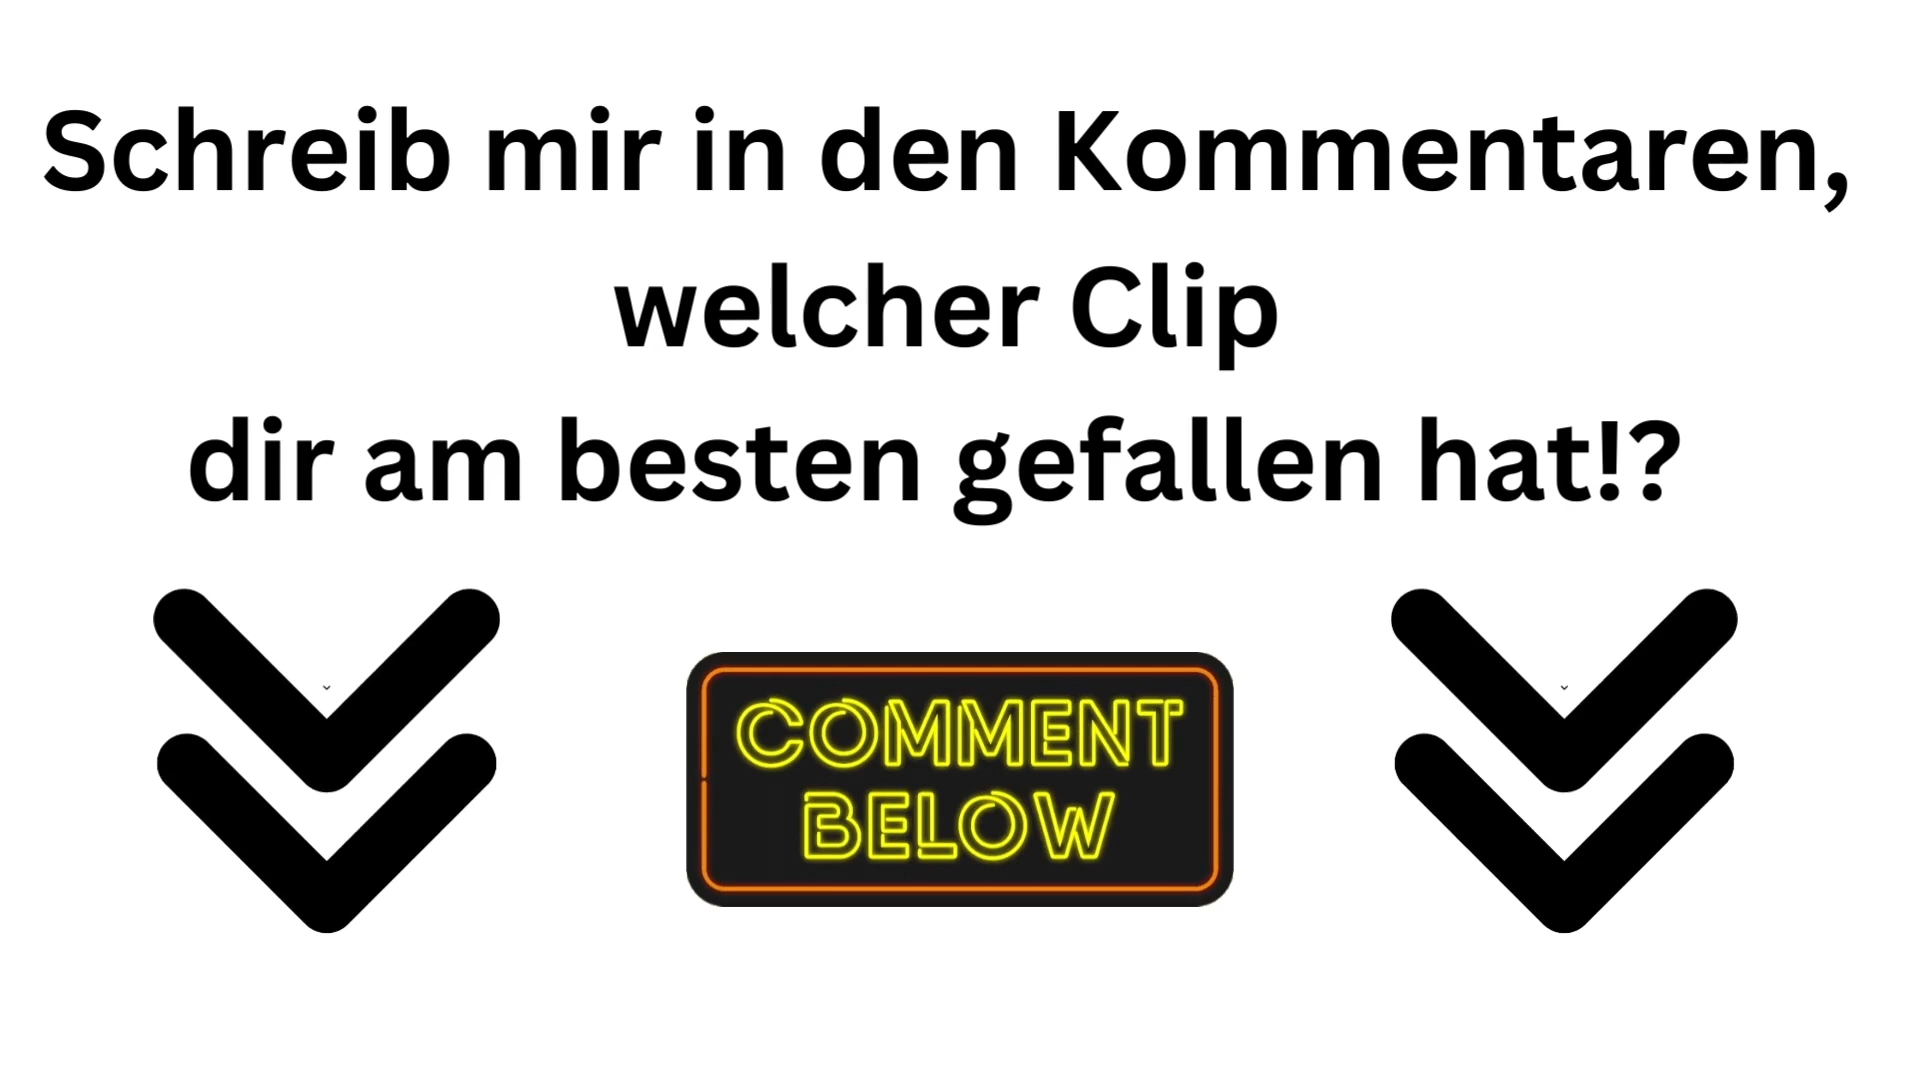 Schreib mir in den Kommentaren,
welcher Clip
dir am besten gefallen hat!?
COMMENT
BELOW